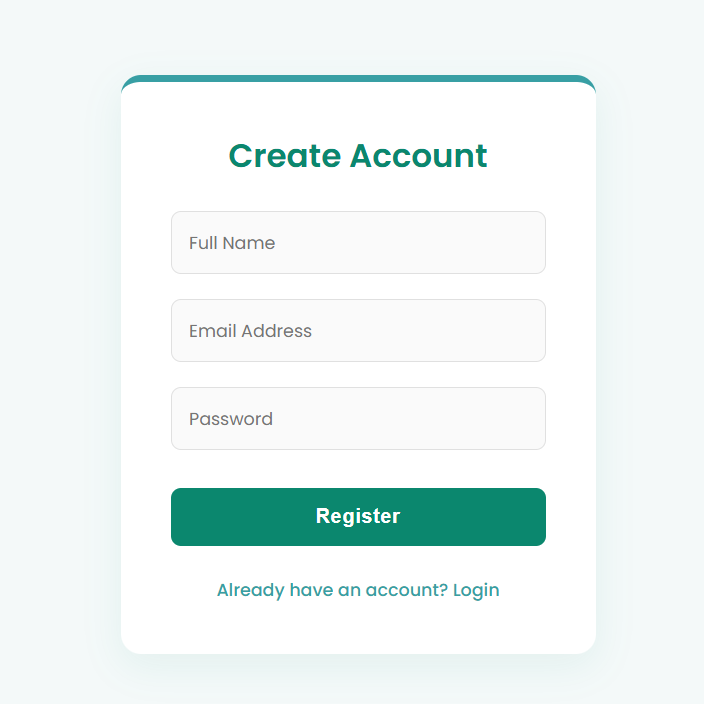 Create Account
Full Name
Email Address
Password
Register
Already have an account? Login